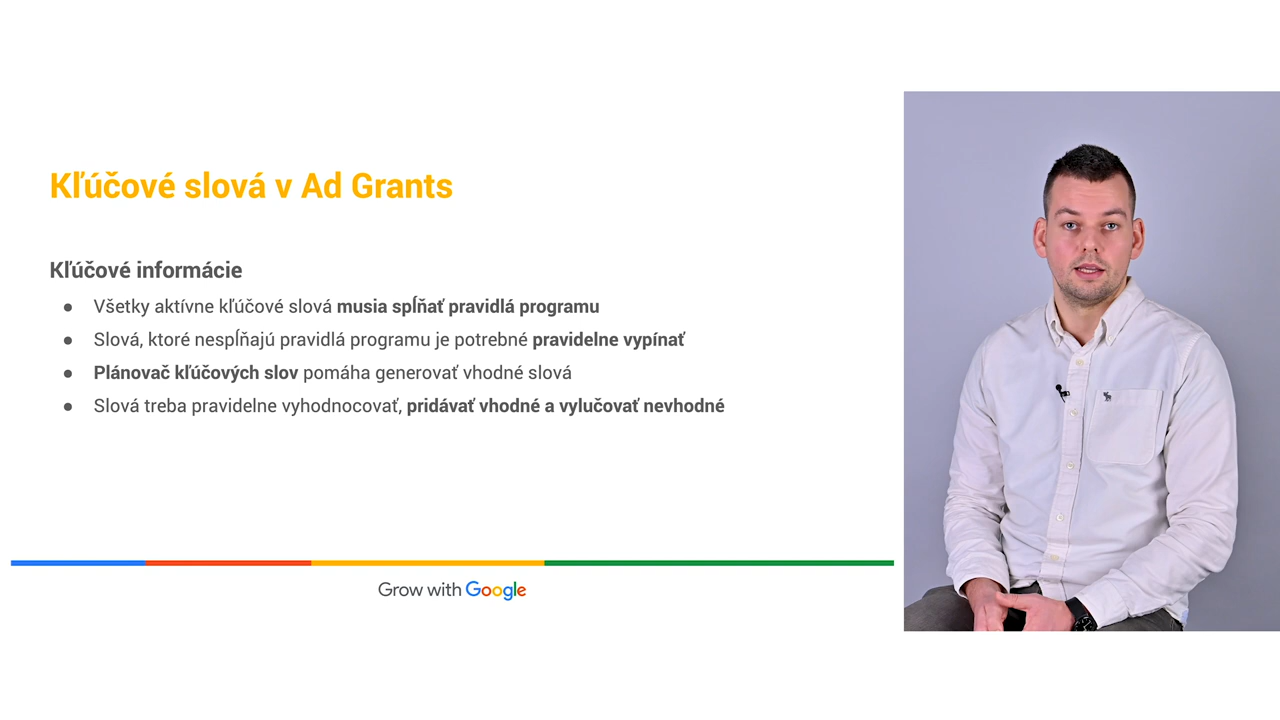 Kľúčové slová v Ad Grants
Kľúčové informácie
● Všetky aktívne kľúčové slová musia spĺňať pravidlá programu
● Slová, ktoré nespĺňajú pravidlá programu je potrebné pravidelne vypínať
● Plánovač kľúčových slov pomáha generovať vhodné slová
● Slová treba pravidelne vyhodnocovať, pridávať vhodné a vylučovať nevhodné
Grow with Google